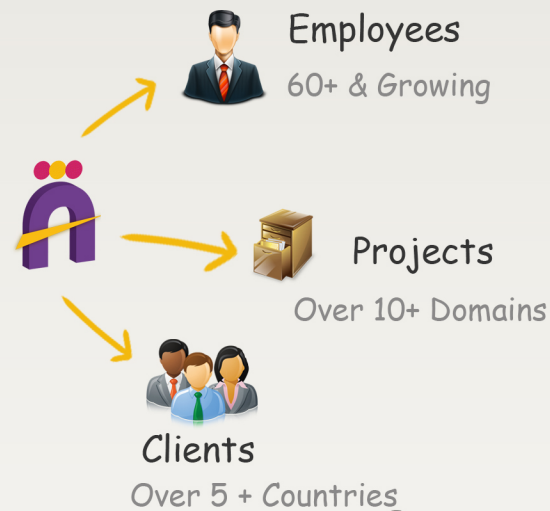 Employees
60+ & Growing
Projects
Over 10+ Domains
Clients
Over 5 + Countries